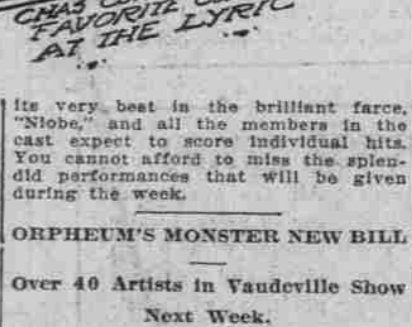 CHAS
FAVORITE
AT THE LYRIC
its very best in the brilliant farce,
"Niobe," and all the members in the
cast expect to score individual hits.
You cannot afford to miss the splen-
did performances that will be given
during the week.
ORPHEUM'S MONSTER NEW BILL
Over 40 Artists in Vaudeville Show
Next Week.